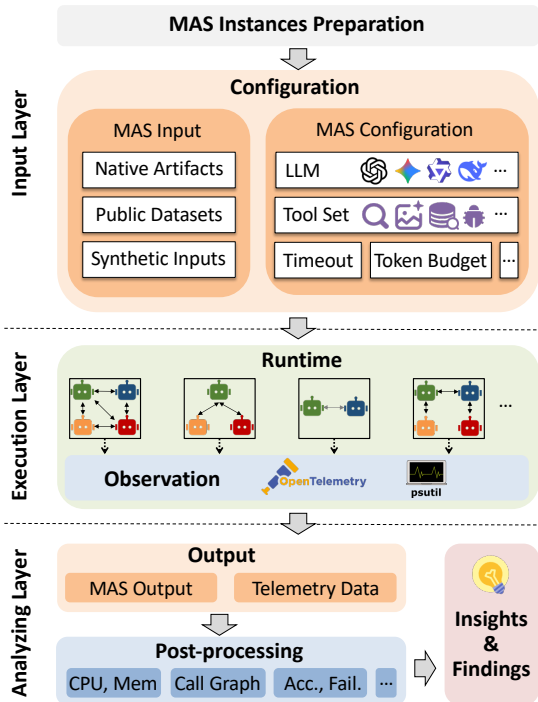 MAS Instances Preparation
Input Layer
Configuration
MAS Input
Native Artifacts
Public Datasets
Synthetic Inputs
MAS Configuration
LLM ...
Tool Set ...
Timeout Token Budget ...
Execution Layer
Runtime
...
Observation OpenTelemetry psutil
Analyzing Layer
Output
MAS Output Telemetry Data
Post-processing
CPU, Mem Call Graph Acc., Fail. ...
Insights
&
Findings